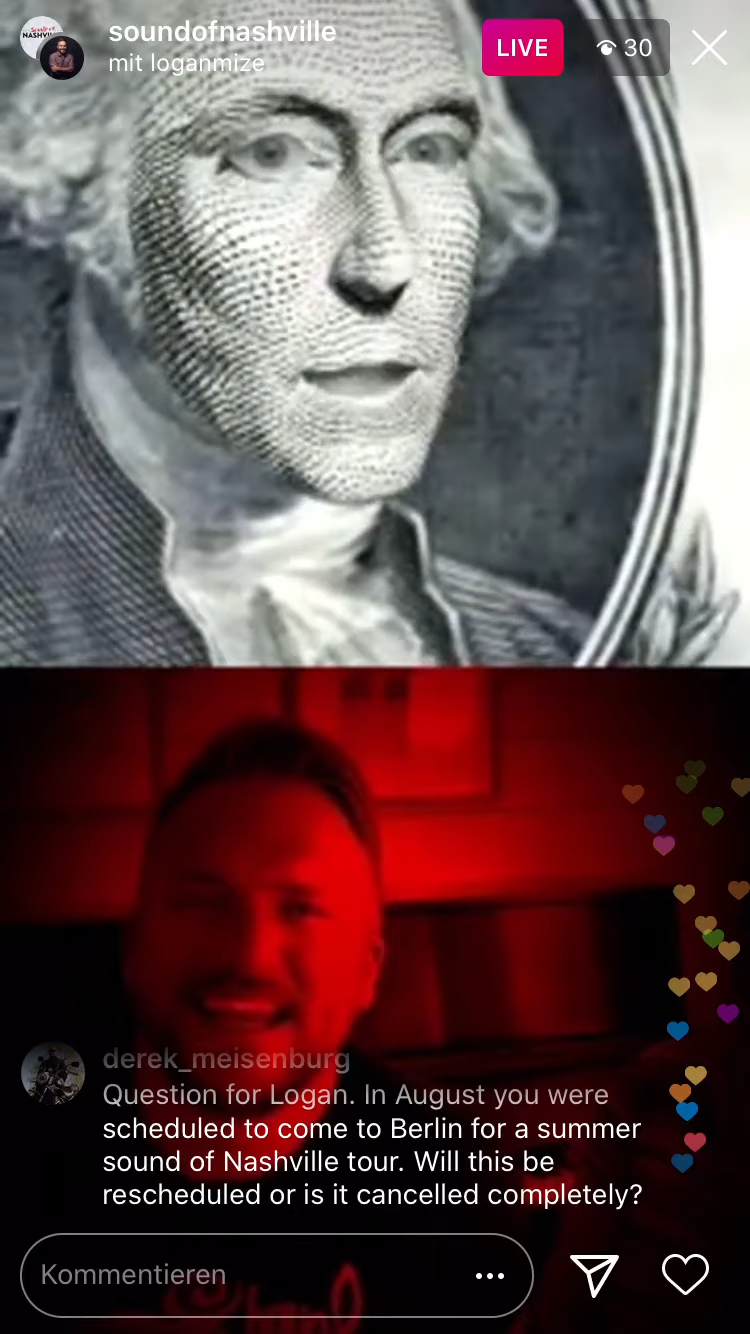 soundofnashville
mit loganmize
LIVE
30
derek_meisenburg
Question for Logan. In August you were
scheduled to come to Berlin for a summer
sound of Nashville tour. Will this be
rescheduled or is it cancelled completely?
Kommentieren